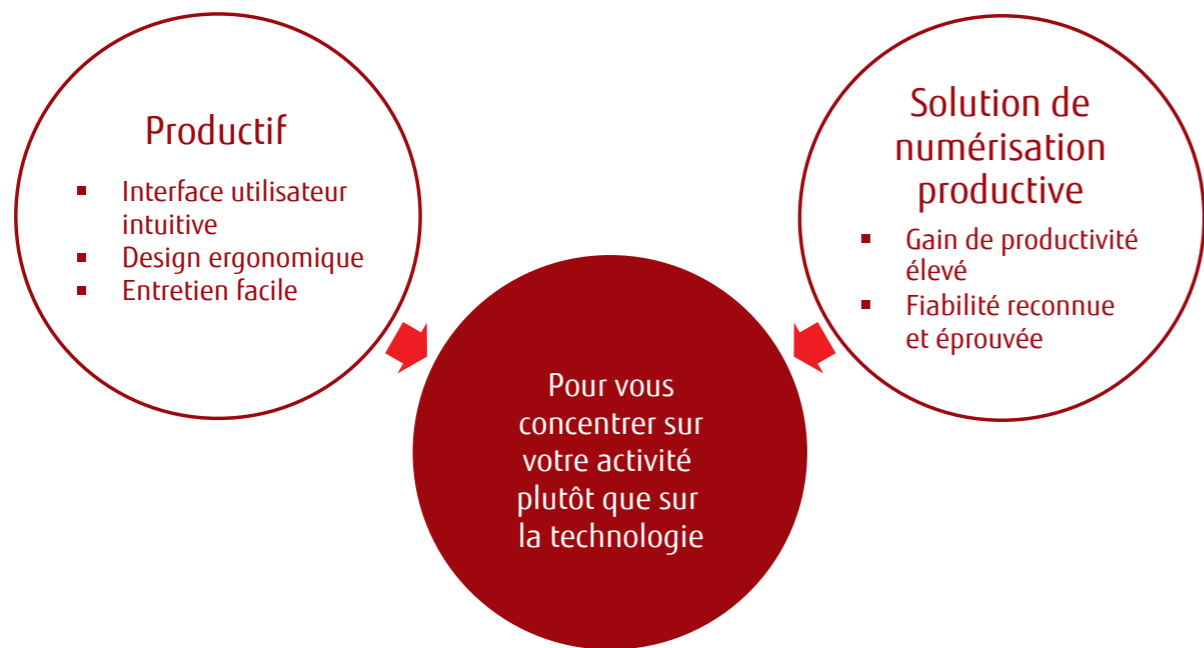 Productif
▪ Interface utilisateur
intuitive
▪ Design ergonomique
▪ Entretien facile
Solution de
numérisation
productive
▪ Gain de productivité
élevé
▪ Fiabilité reconnue
et éprouvée
Pour vous
concentrer sur
votre activité
plutôt que sur
la technologie